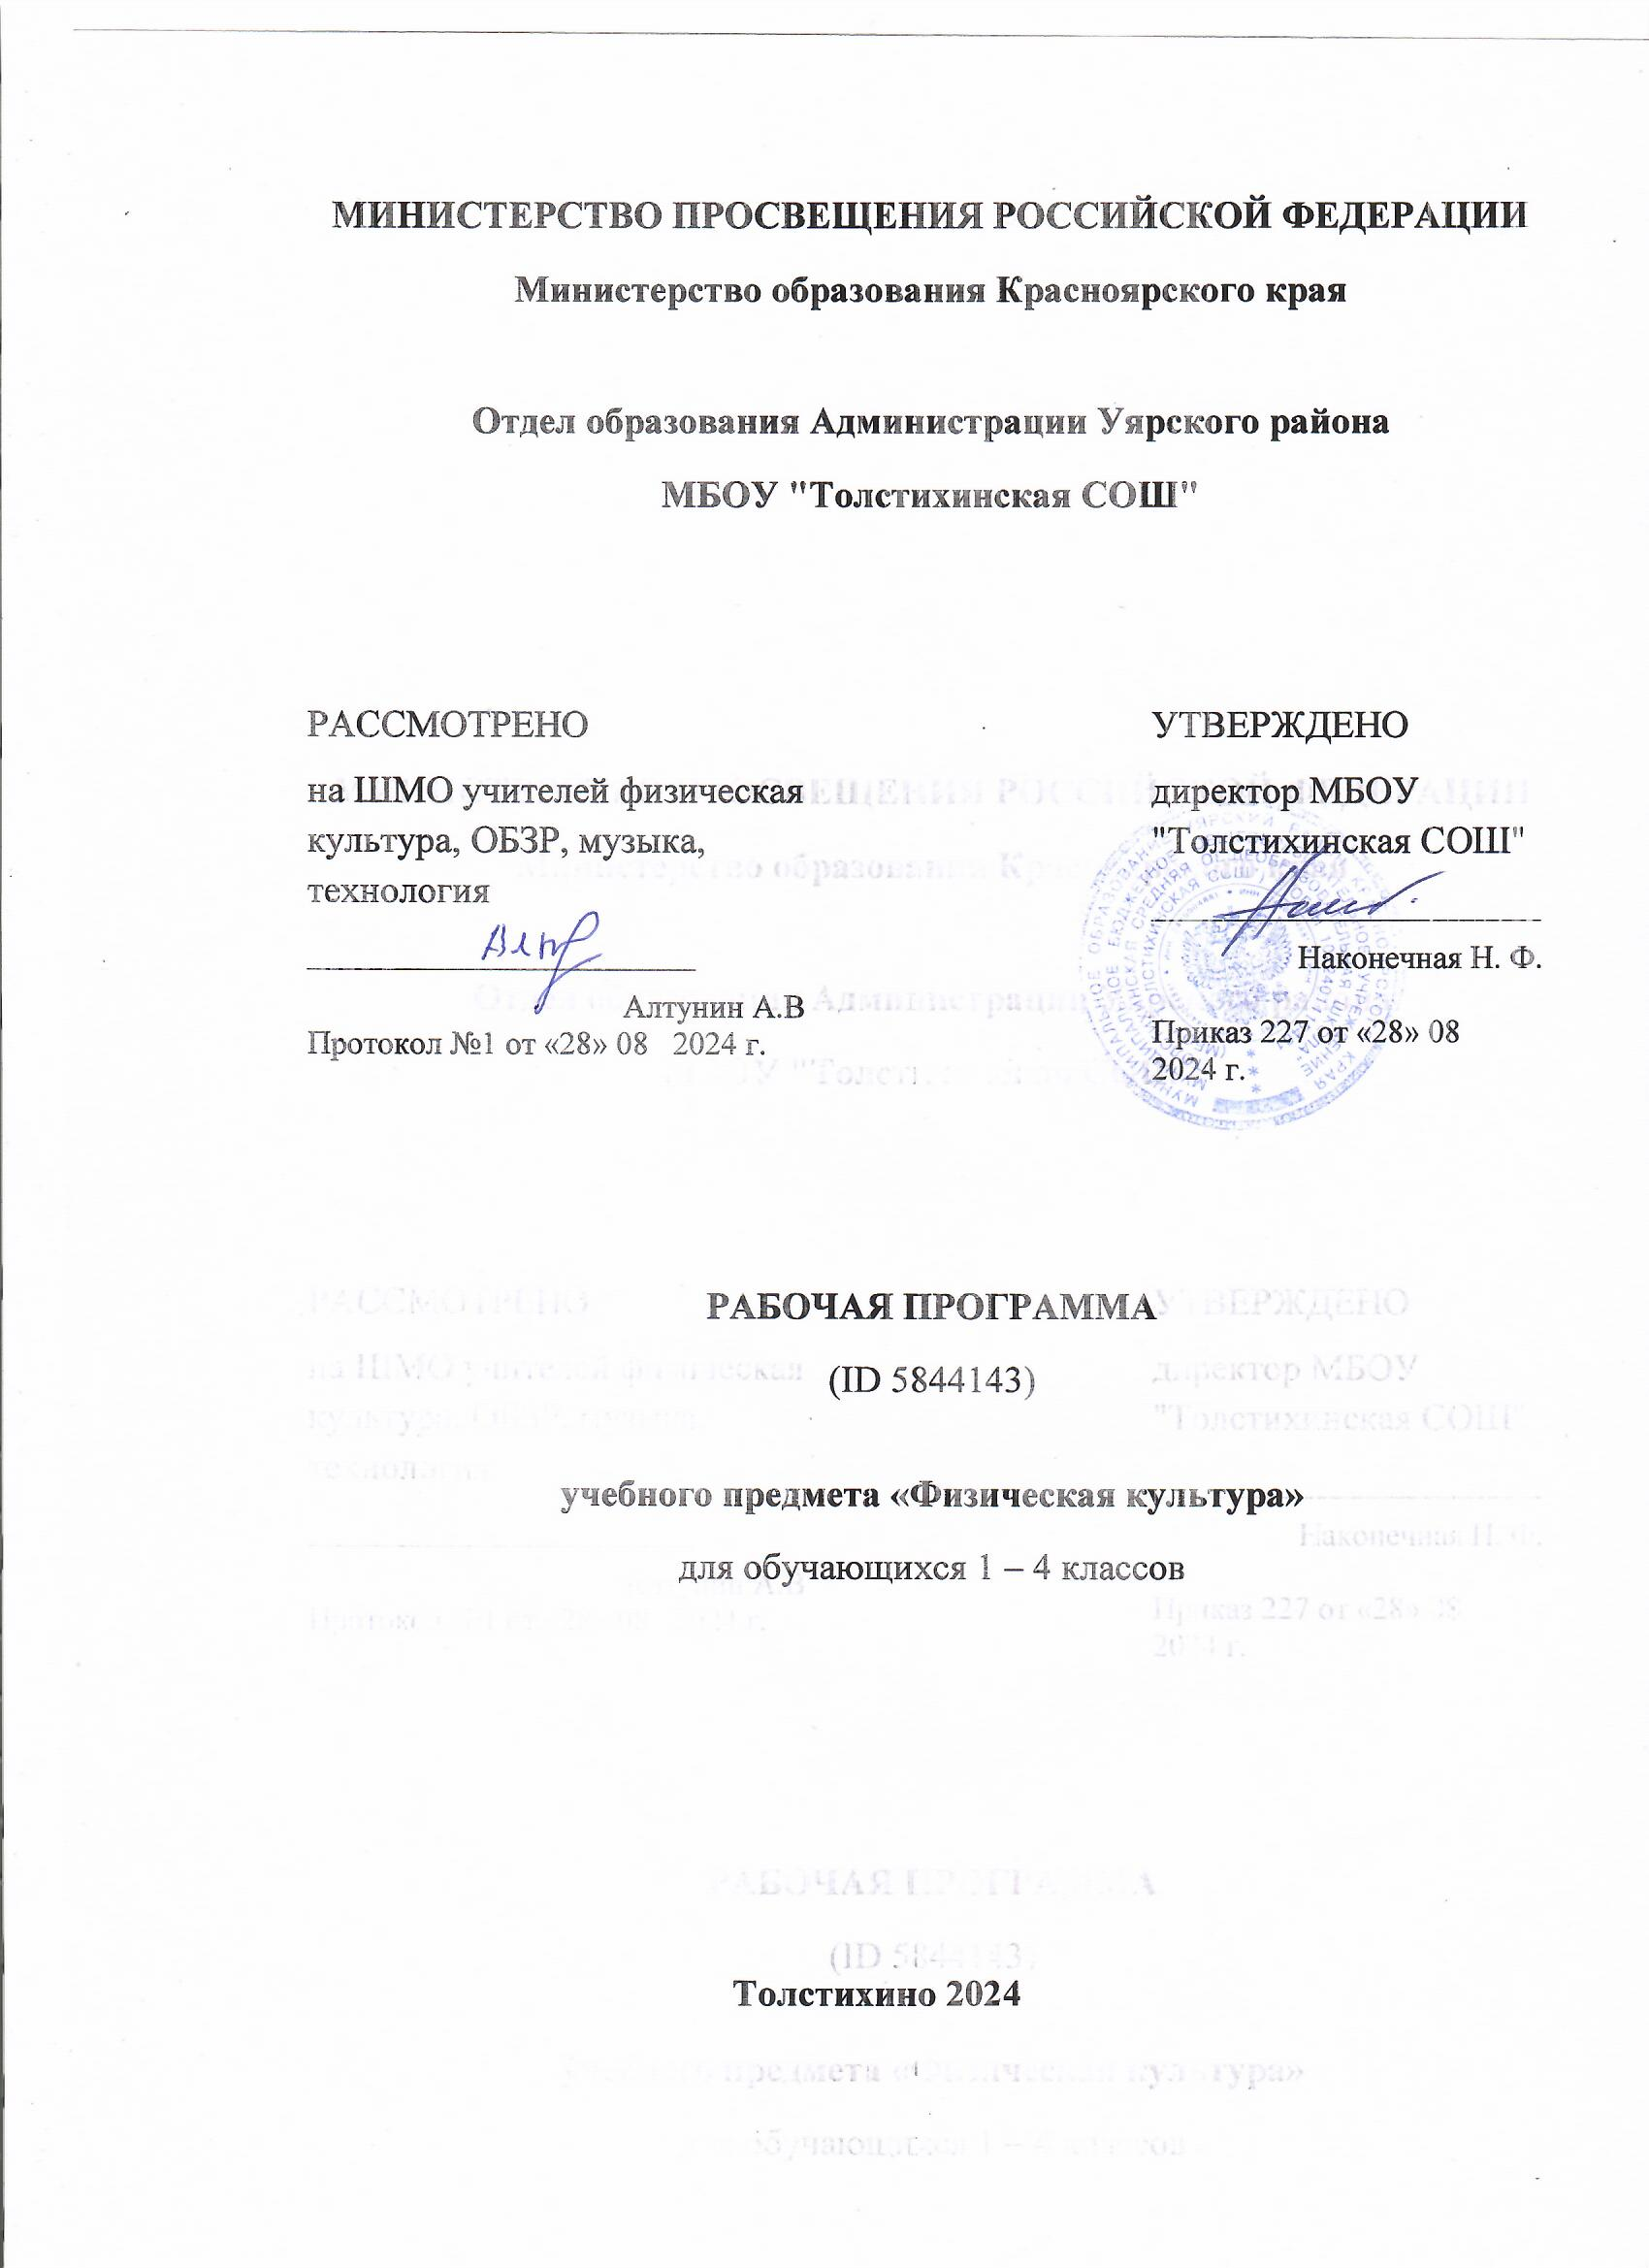 МИНИСТЕРСТВО ПРОСВЕЩЕНИЯ РОССИЙСКОЙ ФЕДЕРАЦИИ
Министерство образования Красноярского края
Отдел образования Администрации Уярского района
МБОУ "Толстихинская СОШ"
РАССМОТРЕНО
на ШМО учителей физическая
культура, ОБЗР, музыка,
технология
Алтунин А.В
Протокол №1 от «28» 08 2024 г.
УТВЕРЖДЕНО
директор МБОУ
"Толстихинская СОШ"
Наконечная Н. Ф.
Приказ 227 от «28» 08
2024 г.
РАБОЧАЯ ПРОГРАММА
(ID 5844143)
учебного предмета «Физическая культура»
для обучающихся 1 – 4 классов
Толстихино 2024